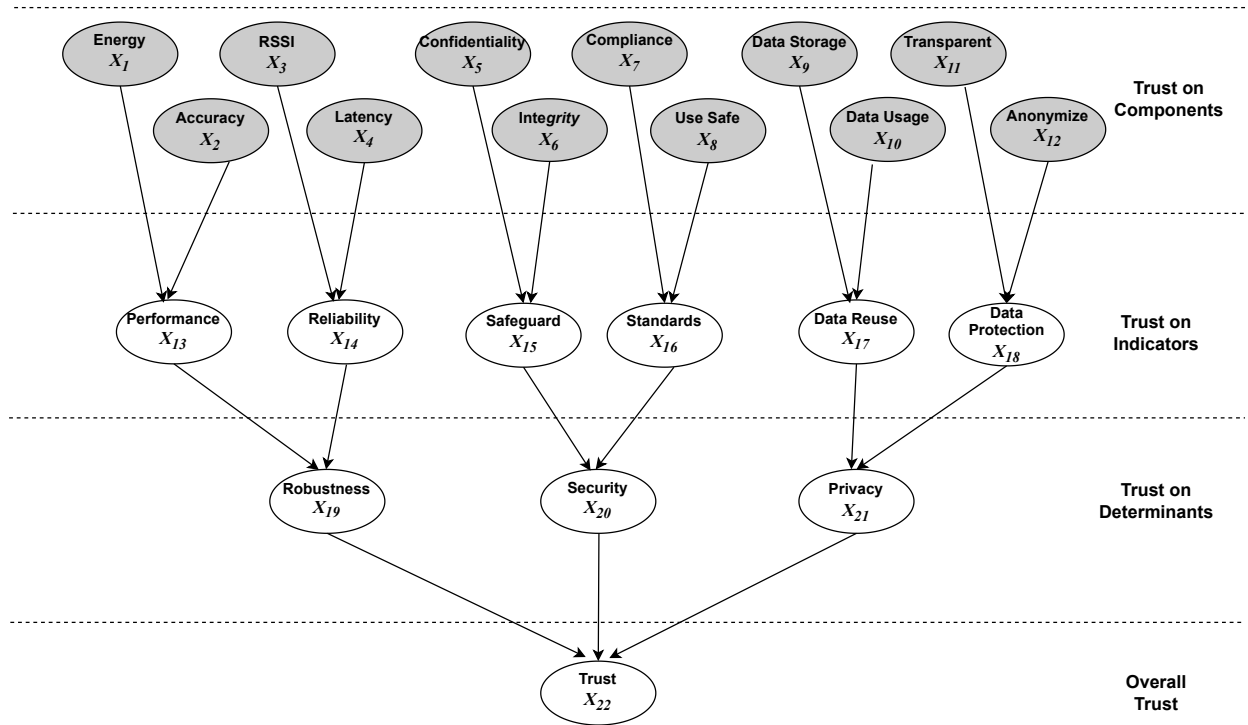 Energy
X1
RSSI
X3
Confidentiality
X5
Compliance
X7
Data Storage
X9
Transparent
X11
Accuracy
X2
Latency
X4
Integrity
X6
Use Safe
X8
Data Usage
X10
Anonymize
X12
Trust on
Components
Performance
X13
Reliability
X14
Safeguard
X15
Standards
X16
Data Reuse
X17
Data
Protection
X18
Trust on
Indicators
Robustness
X19
Security
X20
Privacy
X21
Trust on
Determinants
Trust
X22
Overall
Trust